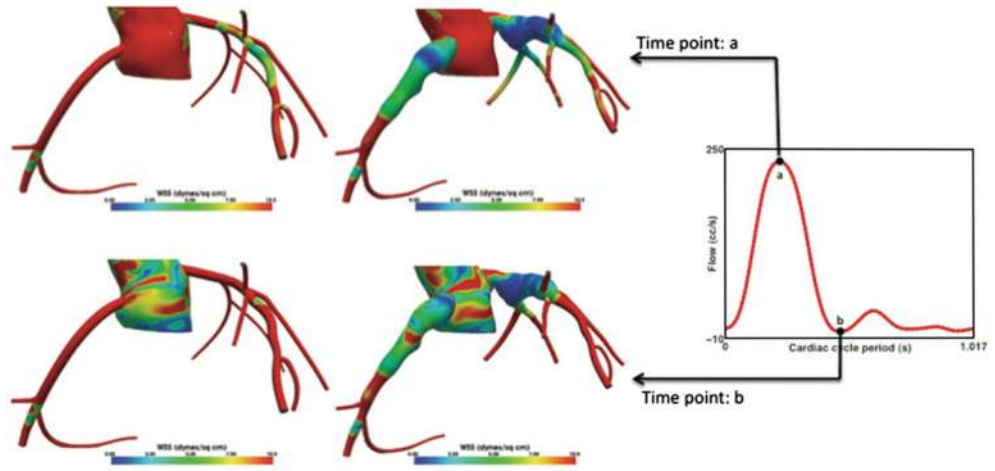 Time point: a
250
a
Flow (cc/s)
WSS (dynes/sq cm)
WSS (dynes/sq cm)
b
-10
0
Cardiac cycle period (s)
1.017
Time point: b
WSS (dynes/sq cm)
WSS (dynes/sq cm)